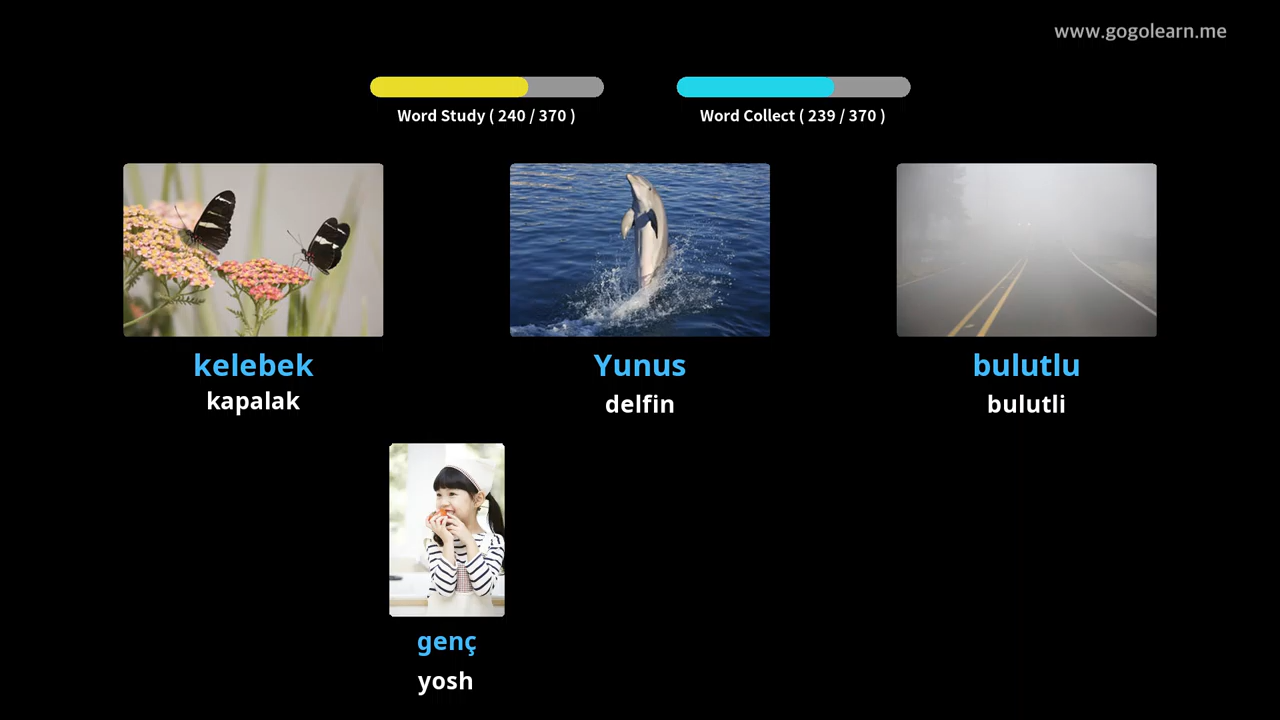 www.gogolearn.me
Word Study ( 240 / 370 )
Word Collect ( 239 / 370 )
kelebek
kapalak
Yunus
delfin
bulutlu
bulutli
genç
yosh